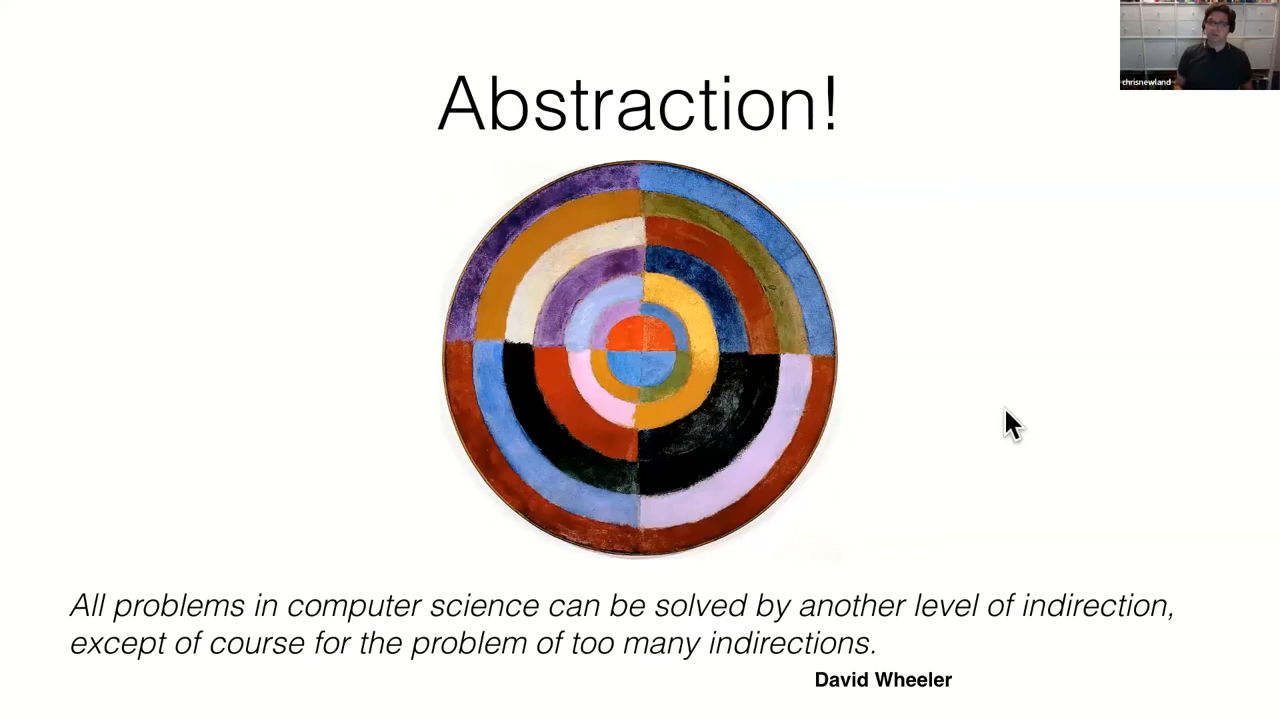 chrisnewland
Abstraction!
All problems in computer science can be solved by another level of indirection,
except of course for the problem of too many indirections.
David Wheeler